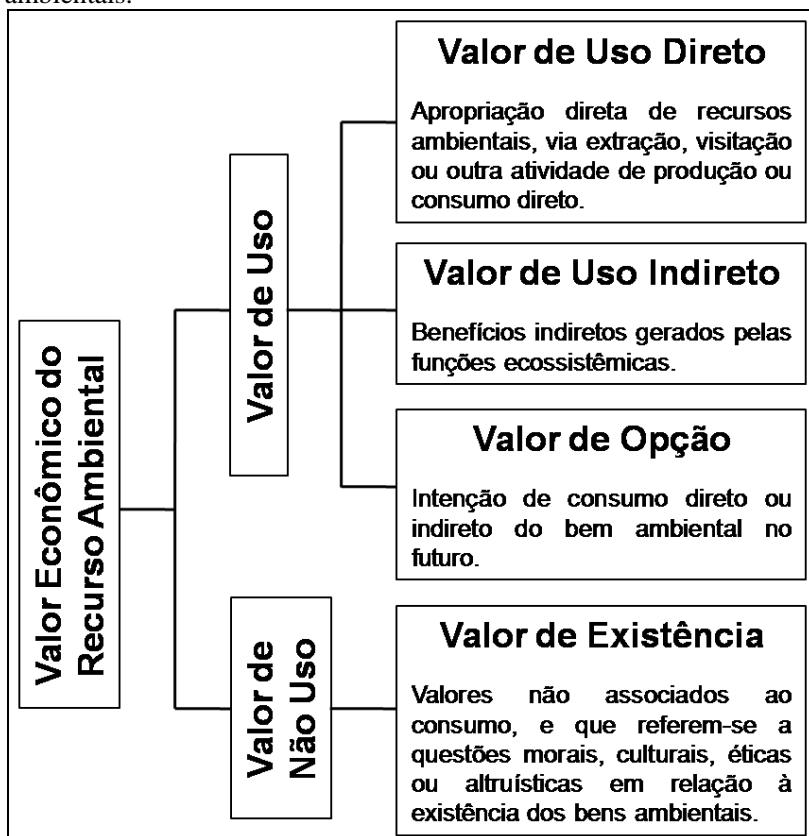 ambientais.
Valor Econômico do
Recurso Ambiental
Valor de Uso
Valor de Uso Direto
Apropriação direta de recursos
ambientais, via extração, visitação
ou outra atividade de produção ou
consumo direto.
Valor de Uso Indireto
Benefícios indiretos gerados pelas
funções ecossistêmicas.
Valor de Opção
Intenção de consumo direto ou
indireto do bem ambiental no
futuro.
Valor de
Não Uso
Valor de Existência
Valores não associados ao
consumo, e que referem-se a
questões morais, culturais, éticas
ou altruísticas em relação à
existência dos bens ambientais.